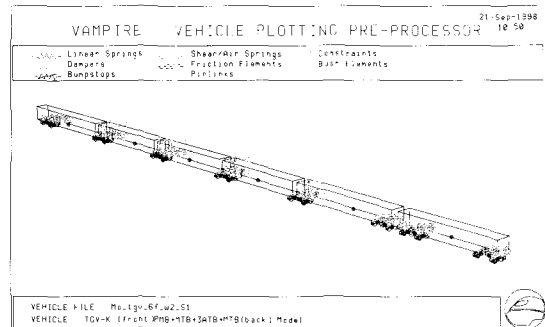 21-Sep-1998
VAMPIRE VEHICLE PLOTTING PRE-PROCESSOR 10 50
Linear Springs Shear/Air Springs Constraints
Dampers Friction Elements Bush Elements
Bumpstops Pinlinks
VEHICLE FILE Mo_tgv_6f_w2_S1
VEHICLE TGV-K (front)PMB+MTB+3ATB+MTB(back) Model